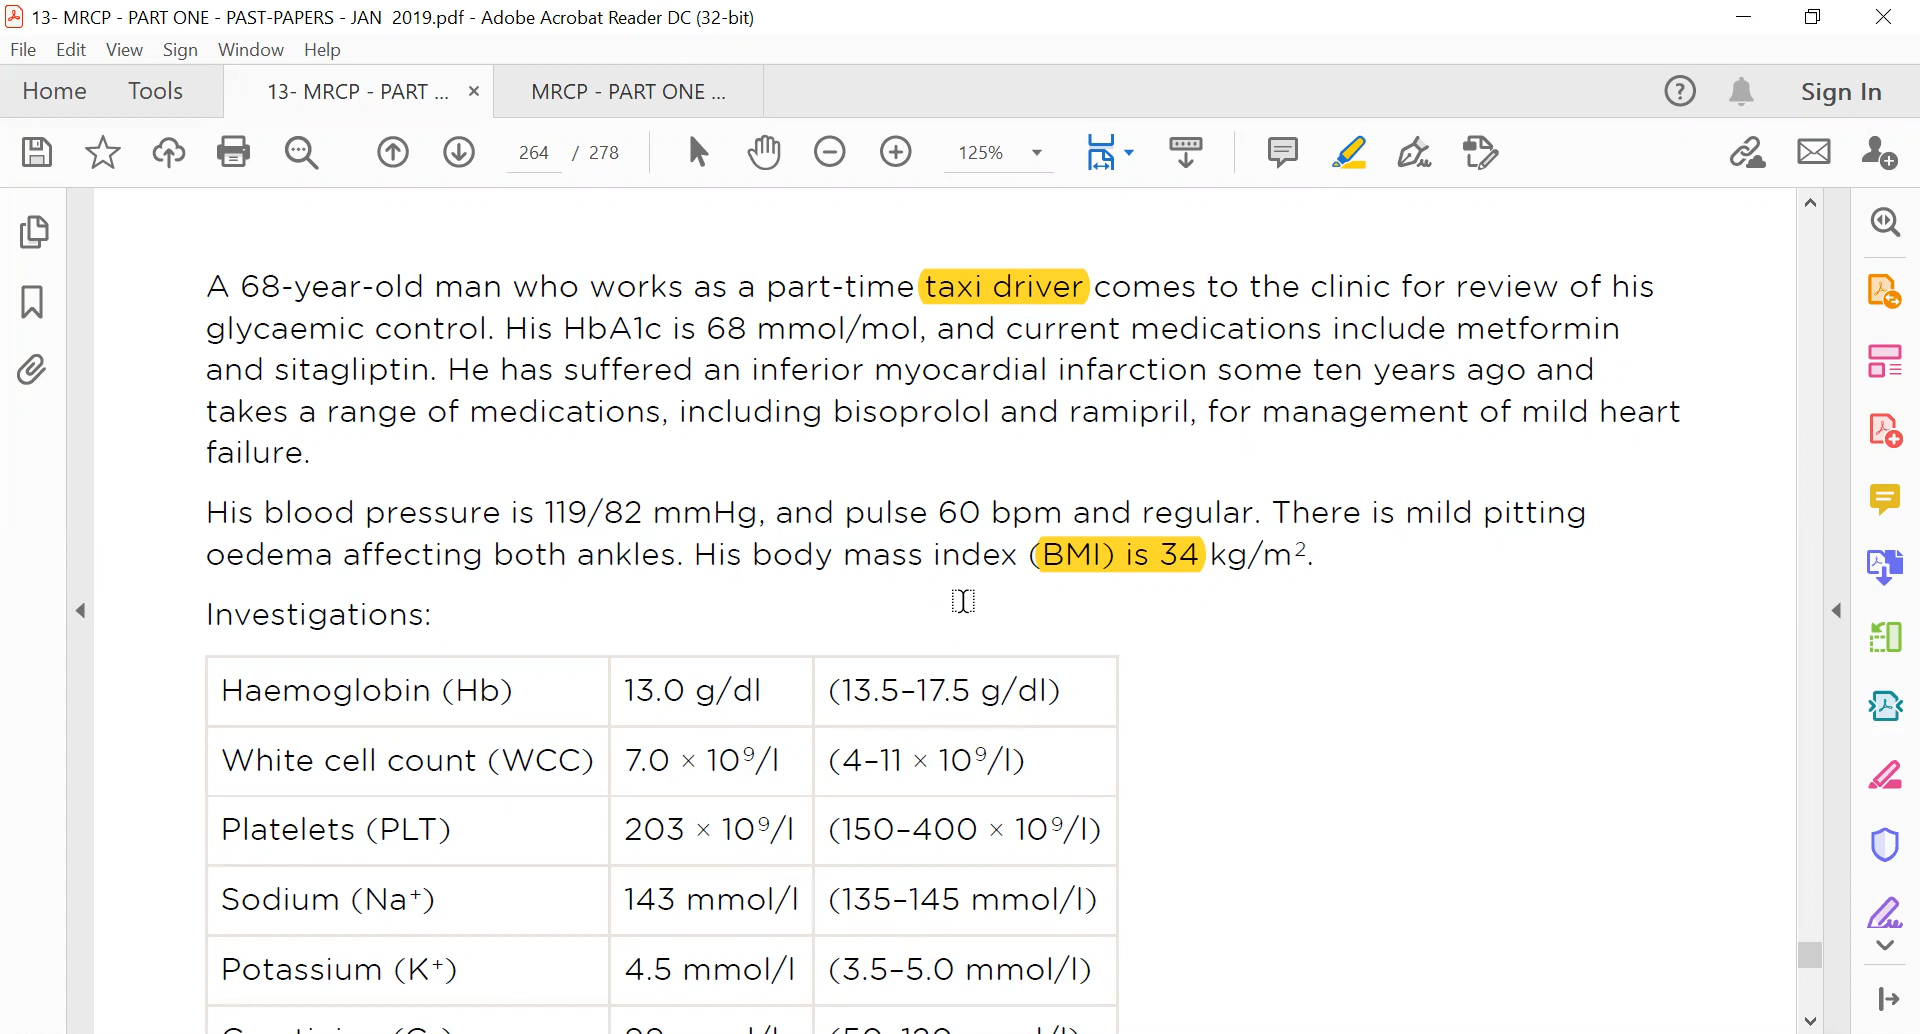 13- MRCP - PART ONE - PAST-PAPERS - JAN  2019.pdf - Adobe Acrobat Reader DC (32-bit)
File Edit View Sign Window Help
Home Tools 13- MRCP - PART ... × MRCP - PART ONE ... Sign In
264 / 278 125%
A 68-year-old man who works as a part-time taxi driver comes to the clinic for review of his
glycaemic control. His HbA1c is 68 mmol/mol, and current medications include metformin
and sitagliptin. He has suffered an inferior myocardial infarction some ten years ago and
takes a range of medications, including bisoprolol and ramipril, for management of mild heart
failure.
His blood pressure is 119/82 mmHg, and pulse 60 bpm and regular. There is mild pitting
oedema affecting both ankles. His body mass index (BMI) is 34 kg/m².
Investigations:
Haemoglobin (Hb) 13.0 g/dl (13.5–17.5 g/dl)
White cell count (WCC) 7.0 × 10⁹/l (4–11 × 10⁹/l)
Platelets (PLT) 203 × 10⁹/l (150–400 × 10⁹/l)
Sodium (Na⁺) 143 mmol/l (135–145 mmol/l)
Potassium (K⁺) 4.5 mmol/l (3.5–5.0 mmol/l)